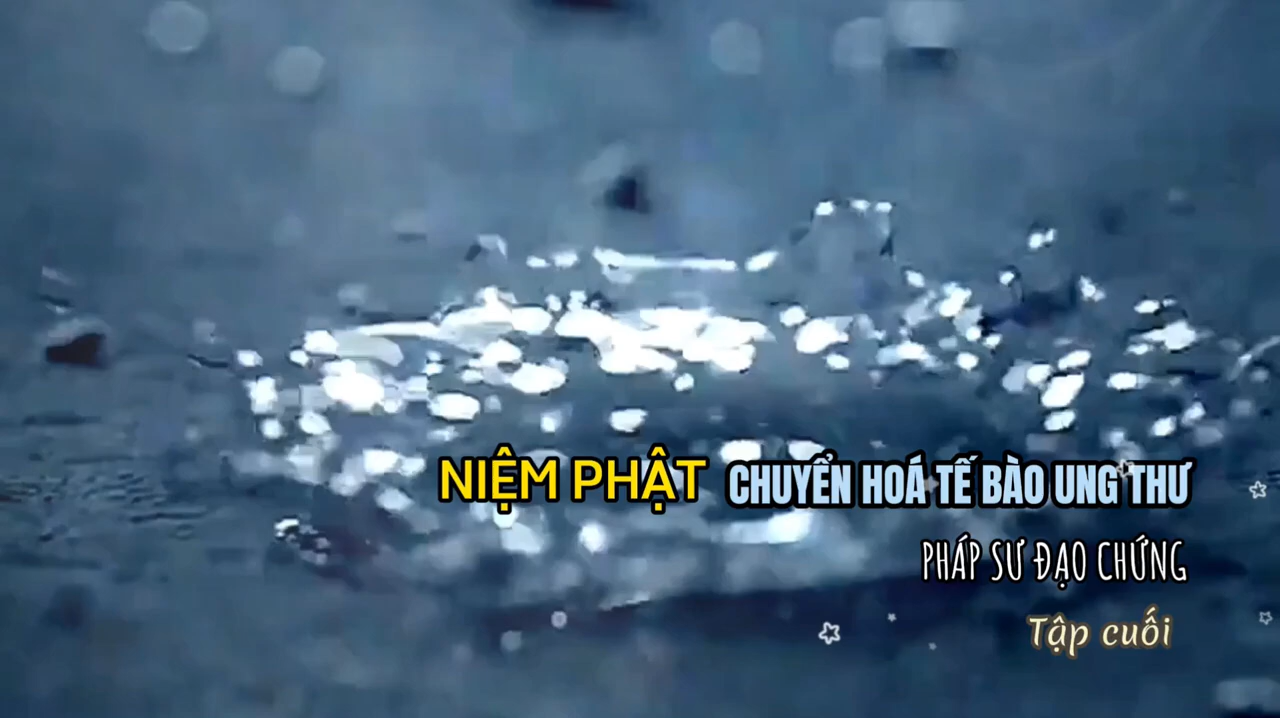 NIỆM PHẬT CHUYỂN HOÁ TẾ BÀO UNG THƯ
PHÁP SƯ ĐẠO CHỨNG
Tập cuối